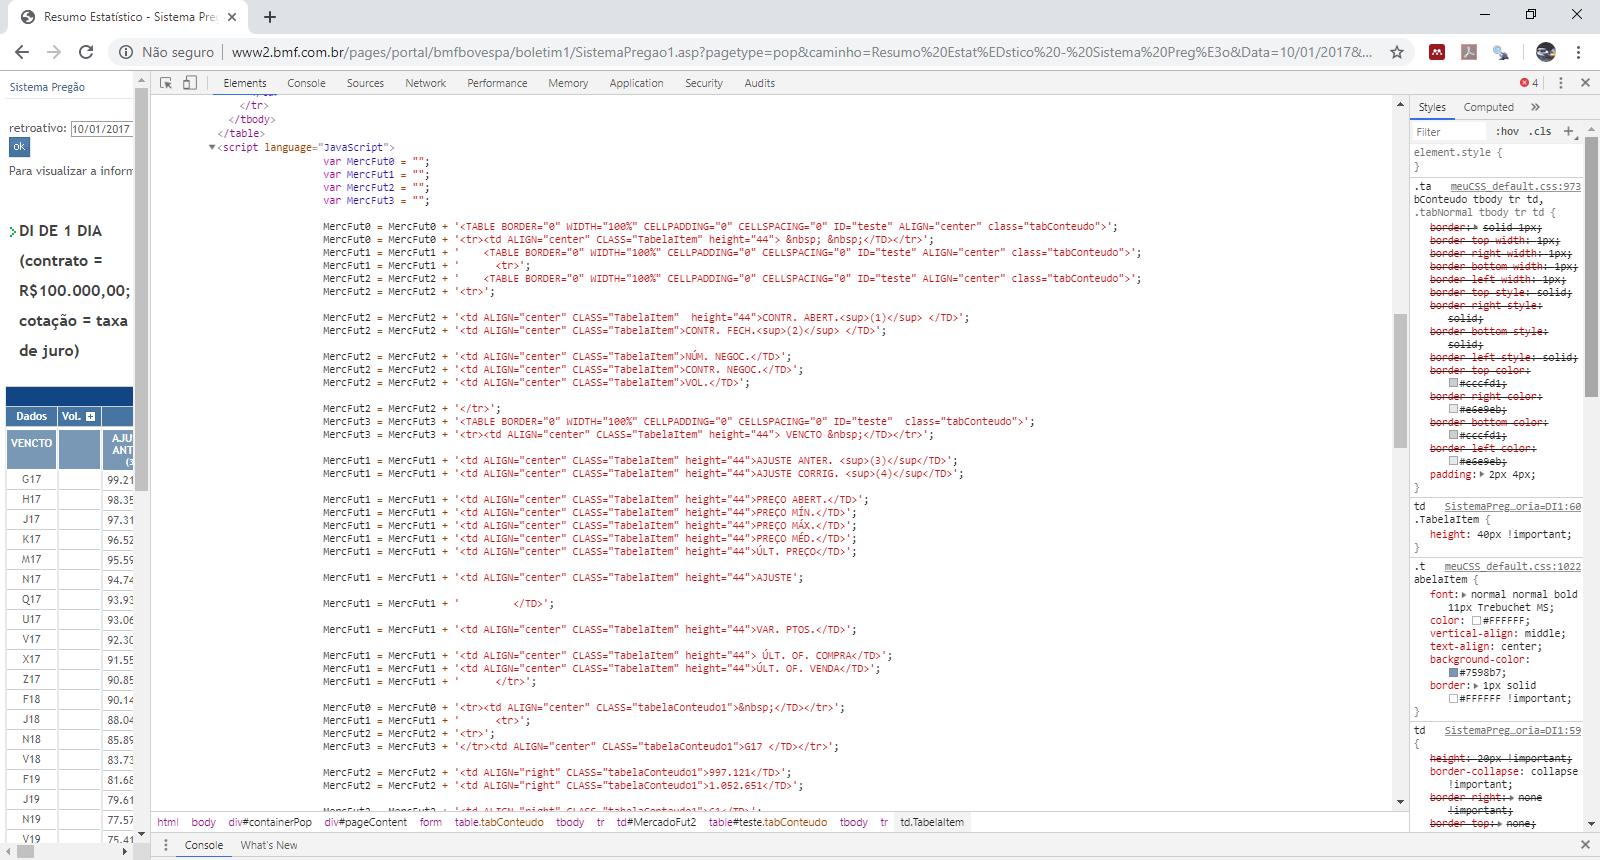 Resumo Estatístico - Sistema Pre
Não seguro
www2.bmf.com.br/pages/portal/bmfbovespa/boletim1/SistemaPregao1.asp?pagetype=pop&caminho=Resumo%20Estat%EDstico%20-%20Sistema%20Preg%E3o&Data=10/01/2017&...
Sistema Pregão
retroativo: 10/01/2017
ok
Para visualizar a inform
DI DE 1 DIA
(contrato =
R$100.000,00;
cotação = taxa
de juro)
Dados Vol.
VENCTO AJU
ANT
(3
G17 99.21
H17 98.35
J17 97.31
K17 96.52
M17 95.59
N17 94.74
Q17 93.93
U17 93.06
V17 92.30
X17 91.55
Z17 90.85
F18 90.14
J18 88.04
N18 85.89
V18 83.73
F19 81.68
J19 79.61
N19 77.57
V19 75.41
Elements Console Sources Network Performance Memory Application Security Audits 4
</tr>
</tbody>
</table>
<script language="JavaScript">
var MercFut0 = "";
var MercFut1 = "";
var MercFut2 = "";
var MercFut3 = "";
MercFut0 = MercFut0 + '<TABLE BORDER="0" WIDTH="100%" CELLPADDING="0" CELLSPACING="0" ID="teste" ALIGN="center" class="tabConteudo">';
MercFut0 = MercFut0 + '<tr><td ALIGN="center" CLASS="TabelaItem" height="44"> &nbsp; &nbsp;</TD></tr>';
MercFut1 = MercFut1 + '    <TABLE BORDER="0" WIDTH="100%" CELLPADDING="0" CELLSPACING="0" ID="teste" ALIGN="center" class="tabConteudo">';
MercFut1 = MercFut1 + '      <tr>';
MercFut2 = MercFut2 + '    <TABLE BORDER="0" WIDTH="100%" CELLPADDING="0" CELLSPACING="0" ID="teste" ALIGN="center" class="tabConteudo">';
MercFut2 = MercFut2 + '<tr>';
MercFut2 = MercFut2 + '<td ALIGN="center" CLASS="TabelaItem"  height="44">CONTR. ABERT.<sup>(1)</sup> </TD>';
MercFut2 = MercFut2 + '<td ALIGN="center" CLASS="TabelaItem">CONTR. FECH.<sup>(2)</sup> </TD>';
MercFut2 = MercFut2 + '<td ALIGN="center" CLASS="TabelaItem">NÚM. NEGOC.</TD>';
MercFut2 = MercFut2 + '<td ALIGN="center" CLASS="TabelaItem">CONTR. NEGOC.</TD>';
MercFut2 = MercFut2 + '<td ALIGN="center" CLASS="TabelaItem">VOL.</TD>';
MercFut2 = MercFut2 + '</tr>';
MercFut3 = MercFut3 + '<TABLE BORDER="0" WIDTH="100%" CELLPADDING="0" CELLSPACING="0" ID="teste"  class="tabConteudo">';
MercFut3 = MercFut3 + '<tr><td ALIGN="center" CLASS="TabelaItem" height="44"> VENCTO &nbsp;</TD></tr>';
MercFut1 = MercFut1 + '<td ALIGN="center" CLASS="TabelaItem" height="44">AJUSTE ANTER. <sup>(3)</sup</TD>';
MercFut1 = MercFut1 + '<td ALIGN="center" CLASS="TabelaItem" height="44">AJUSTE CORRIG. <sup>(4)</sup</TD>';
MercFut1 = MercFut1 + '<td ALIGN="center" CLASS="TabelaItem" height="44">PREÇO ABERT.</TD>';
MercFut1 = MercFut1 + '<td ALIGN="center" CLASS="TabelaItem" height="44">PREÇO MÍN.</TD>';
MercFut1 = MercFut1 + '<td ALIGN="center" CLASS="TabelaItem" height="44">PREÇO MÁX.</TD>';
MercFut1 = MercFut1 + '<td ALIGN="center" CLASS="TabelaItem" height="44">PREÇO MÉD.</TD>';
MercFut1 = MercFut1 + '<td ALIGN="center" CLASS="TabelaItem" height="44">ÚLT. PREÇO</TD>';
MercFut1 = MercFut1 + '<td ALIGN="center" CLASS="TabelaItem" height="44">AJUSTE';
MercFut1 = MercFut1 + '         </TD>';
MercFut1 = MercFut1 + '<td ALIGN="center" CLASS="TabelaItem" height="44">VAR. PTOS.</TD>';
MercFut1 = MercFut1 + '<td ALIGN="center" CLASS="TabelaItem" height="44"> ÚLT. OF. COMPRA</TD>';
MercFut1 = MercFut1 + '<td ALIGN="center" CLASS="TabelaItem" height="44">ÚLT. OF. VENDA</TD>';
MercFut1 = MercFut1 + '      </tr>';
MercFut0 = MercFut0 + '<tr><td ALIGN="center" CLASS="tabelaConteudo1">&nbsp;</TD></tr>';
MercFut1 = MercFut1 + '      <tr>';
MercFut2 = MercFut2 + '<tr>';
MercFut3 = MercFut3 + '</tr><td ALIGN="center" CLASS="tabelaConteudo1">G17 </TD></tr>';
MercFut2 = MercFut2 + '<td ALIGN="right" CLASS="tabelaConteudo1">997.121</TD>';
MercFut2 = MercFut2 + '<td ALIGN="right" CLASS="tabelaConteudo1">1.052.651</TD>';
MercFut2 = MercFut2 + '<td ALIGN="right" CLASS="tabelaConteudo1">61</TD>';
html body div#containerPop div#pageContent form table.tabConteudo tbody tr td#MercadoFut2 table#teste.tabConteudo tbody tr td.TabelaItem
Console What's New
Styles Computed
Filter :hov .cls
element.style {
}
.ta meuCSS_default.css:973
bConteudo tbody tr td,
.tabNormal tbody tr td {
border: solid 1px;
border-top-width: 1px;
border-right-width: 1px;
border-bottom-width: 1px;
border-left-width: 1px;
border-top-style: solid;
border-right-style:
solid;
border-bottom-style:
solid;
border-left-style: solid;
border-top-color:
#cccfd1;
border-right-color:
#e6e9eb;
border-bottom-color:
#cccfd1;
border-left-color:
#e6e9eb;
padding: 2px 4px;
}
td SistemaPreg…oria=DI1:60
.TabelaItem {
height: 40px !important;
}
.t meuCSS_default.css:1022
abelaItem {
font: normal normal bold
11px Trebuchet MS;
color: #FFFFFF;
vertical-align: middle;
text-align: center;
background-color:
#7598b7;
border: 1px solid
#FFFFFF !important;
}
td SistemaPreg…oria=DI1:59
{
height: 20px !important;
border-collapse: collapse
!important;
border-right: none
!important;
border-top: none;